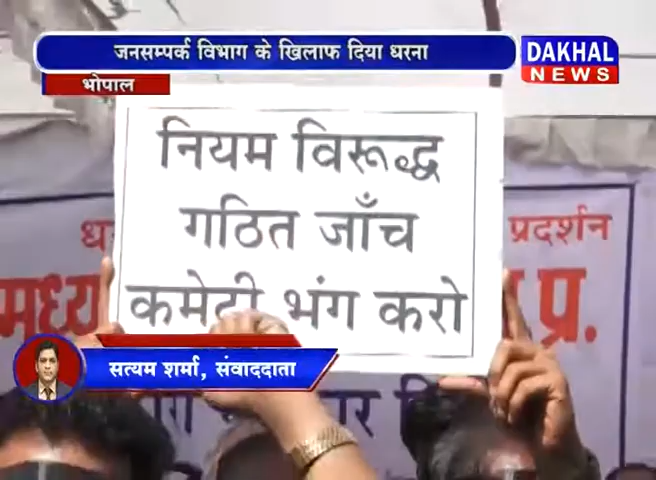 जनसम्पर्क विभाग के खिलाफ दिया धरना
DAKHAL
NEWS
भोपाल
नियम विरूद्ध
गठित जाँच
कमेटी भंग करो
प्रदर्शन
प्र.
सत्यम शर्मा, संवाददाता